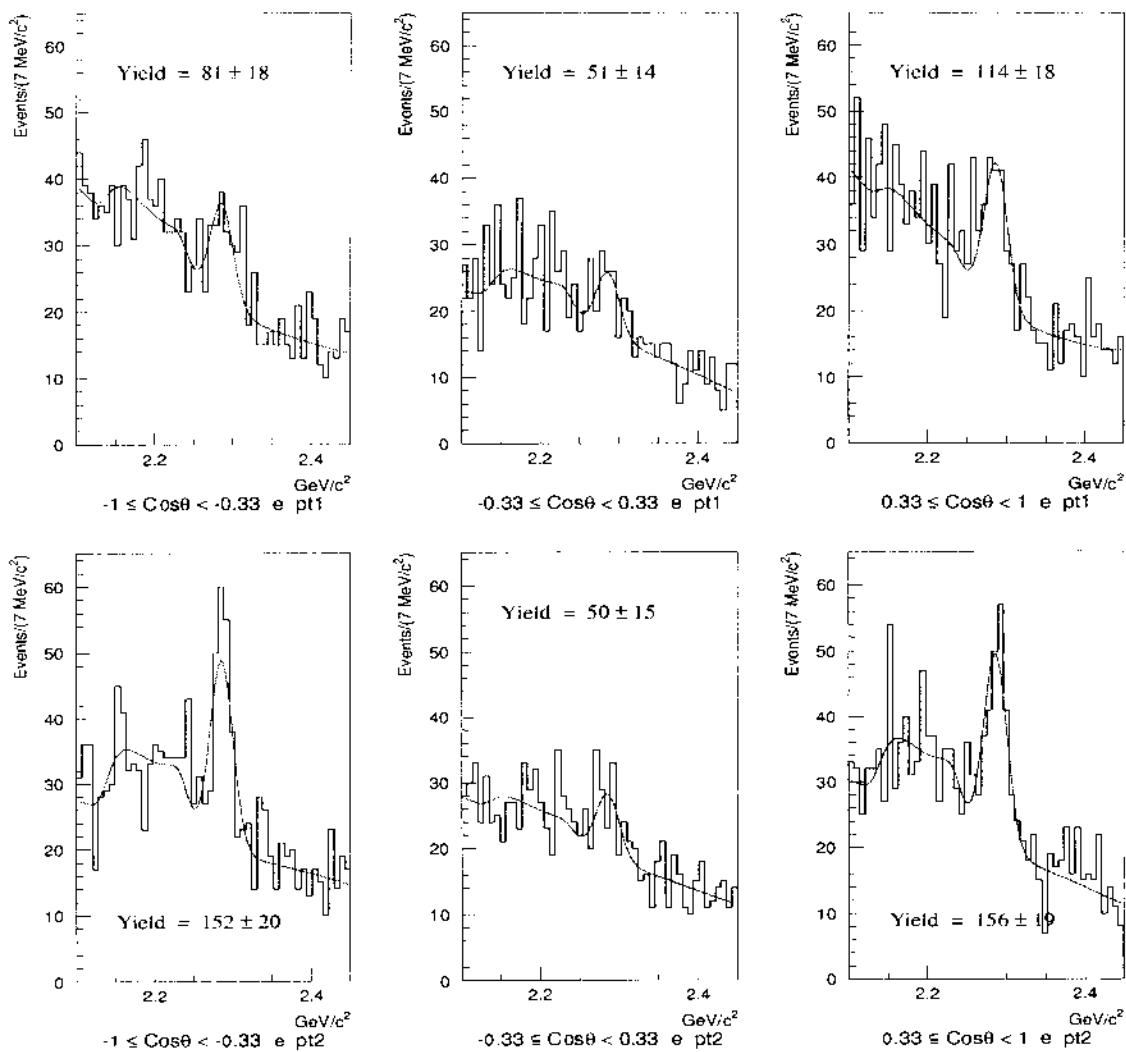 Events/(7 MeV/c²)
60
50
40
30
20
10
0
Yield = 81 ± 18
2.2
2.4
GeV/c²
-1 ≤ Cosθ < -0.33 e pt1
Events/(7 MeV/c²)
60
50
40
30
20
10
0
Yield = 51 ± 14
2.2
2.4
GeV/c²
-0.33 ≤ Cosθ < 0.33 e pt1
Events/(7 MeV/c²)
60
50
40
30
20
10
0
Yield = 114 ± 18
2.2
2.4
GeV/c²
0.33 ≤ Cosθ < 1 e pt1
Events/(7 MeV/c²)
60
50
40
30
20
10
0
Yield = 152 ± 20
2.2
2.4
GeV/c²
-1 ≤ Cosθ < -0.33 e pt2
Events/(7 MeV/c²)
60
50
40
30
20
10
0
Yield = 50 ± 15
2.2
2.4
GeV/c²
-0.33 ≤ Cosθ < 0.33 e pt2
Events/(7 MeV/c²)
60
50
40
30
20
10
0
Yield = 156 ± 19
2.2
2.4
GeV/c²
0.33 ≤ Cosθ < 1 e pt2